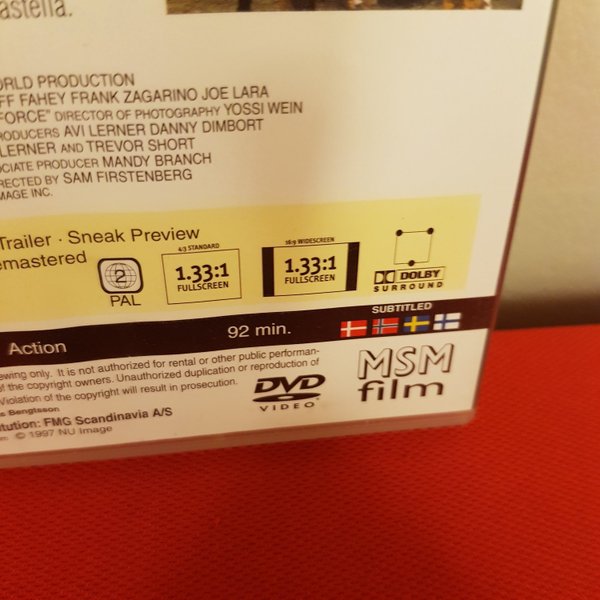 astella.
ORLD PRODUCTION
FF FAHEY FRANK ZAGARINO JOE LARA
FORCE" DIRECTOR OF PHOTOGRAPHY YOSSI WEIN
RODUCERS AVI LERNER DANNY DIMBORT
LERNER AND TREVOR SHORT
OCIATE PRODUCER MANDY BRANCH
RECTED BY SAM FIRSTENBERG
MAGE INC.
Trailer · Sneak Preview
emastered
2
PAL
4/3 STANDARD
1.33:1
FULLSCREEN
16:9 WIDESCREEN
1.33:1
FULLSCREEN
DOLBY
SURROUND
SUBTITLED
Action
92 min.
ewing only. It is not authorized for rental or other public performan-
of the copyright owners. Unauthorized duplication or reproduction of
Violation of the copyright will result in prosecution.
s Bengtsson
tution: FMG Scandinavia A/S
© 1997 NU Image
DVD
VIDEO
MSM
film